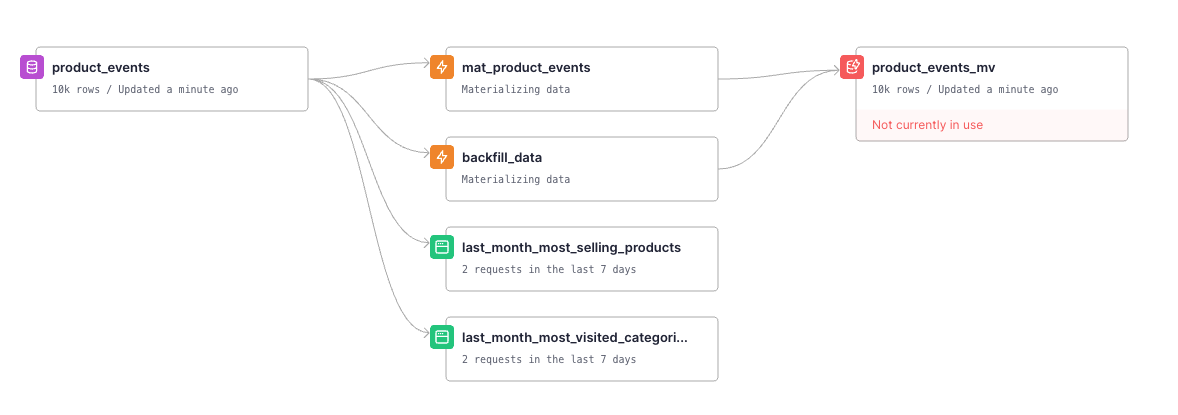 product_events
10k rows / Updated a minute ago
mat_product_events
Materializing data
backfill_data
Materializing data
last_month_most_selling_products
2 requests in the last 7 days
last_month_most_visited_categori...
2 requests in the last 7 days
product_events_mv
10k rows / Updated a minute ago
Not currently in use